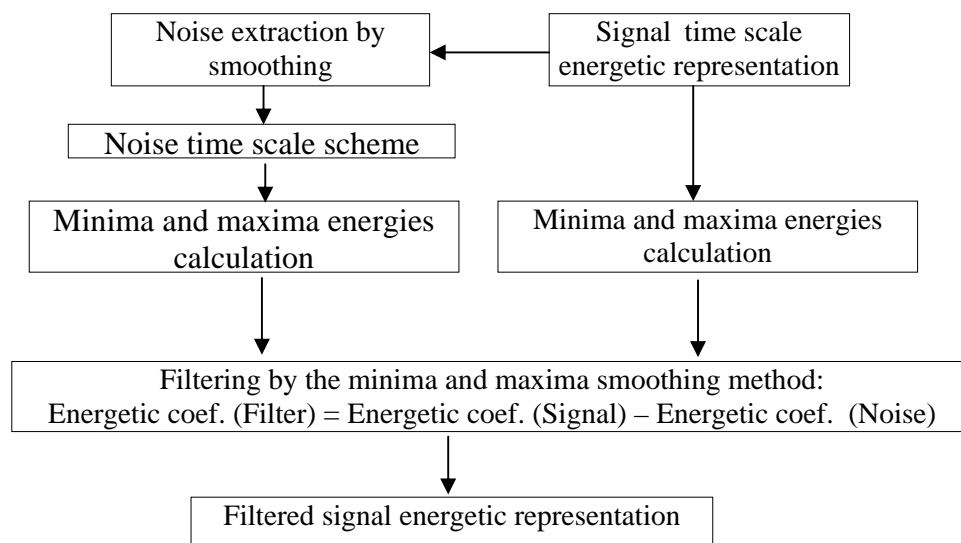 Noise extraction by
smoothing
Signal time scale
energetic representation
Noise time scale scheme
Minima and maxima energies
calculation
Minima and maxima energies
calculation
Filtering by the minima and maxima smoothing method:
Energetic coef. (Filter) = Energetic coef. (Signal) – Energetic coef. (Noise)
Filtered signal energetic representation